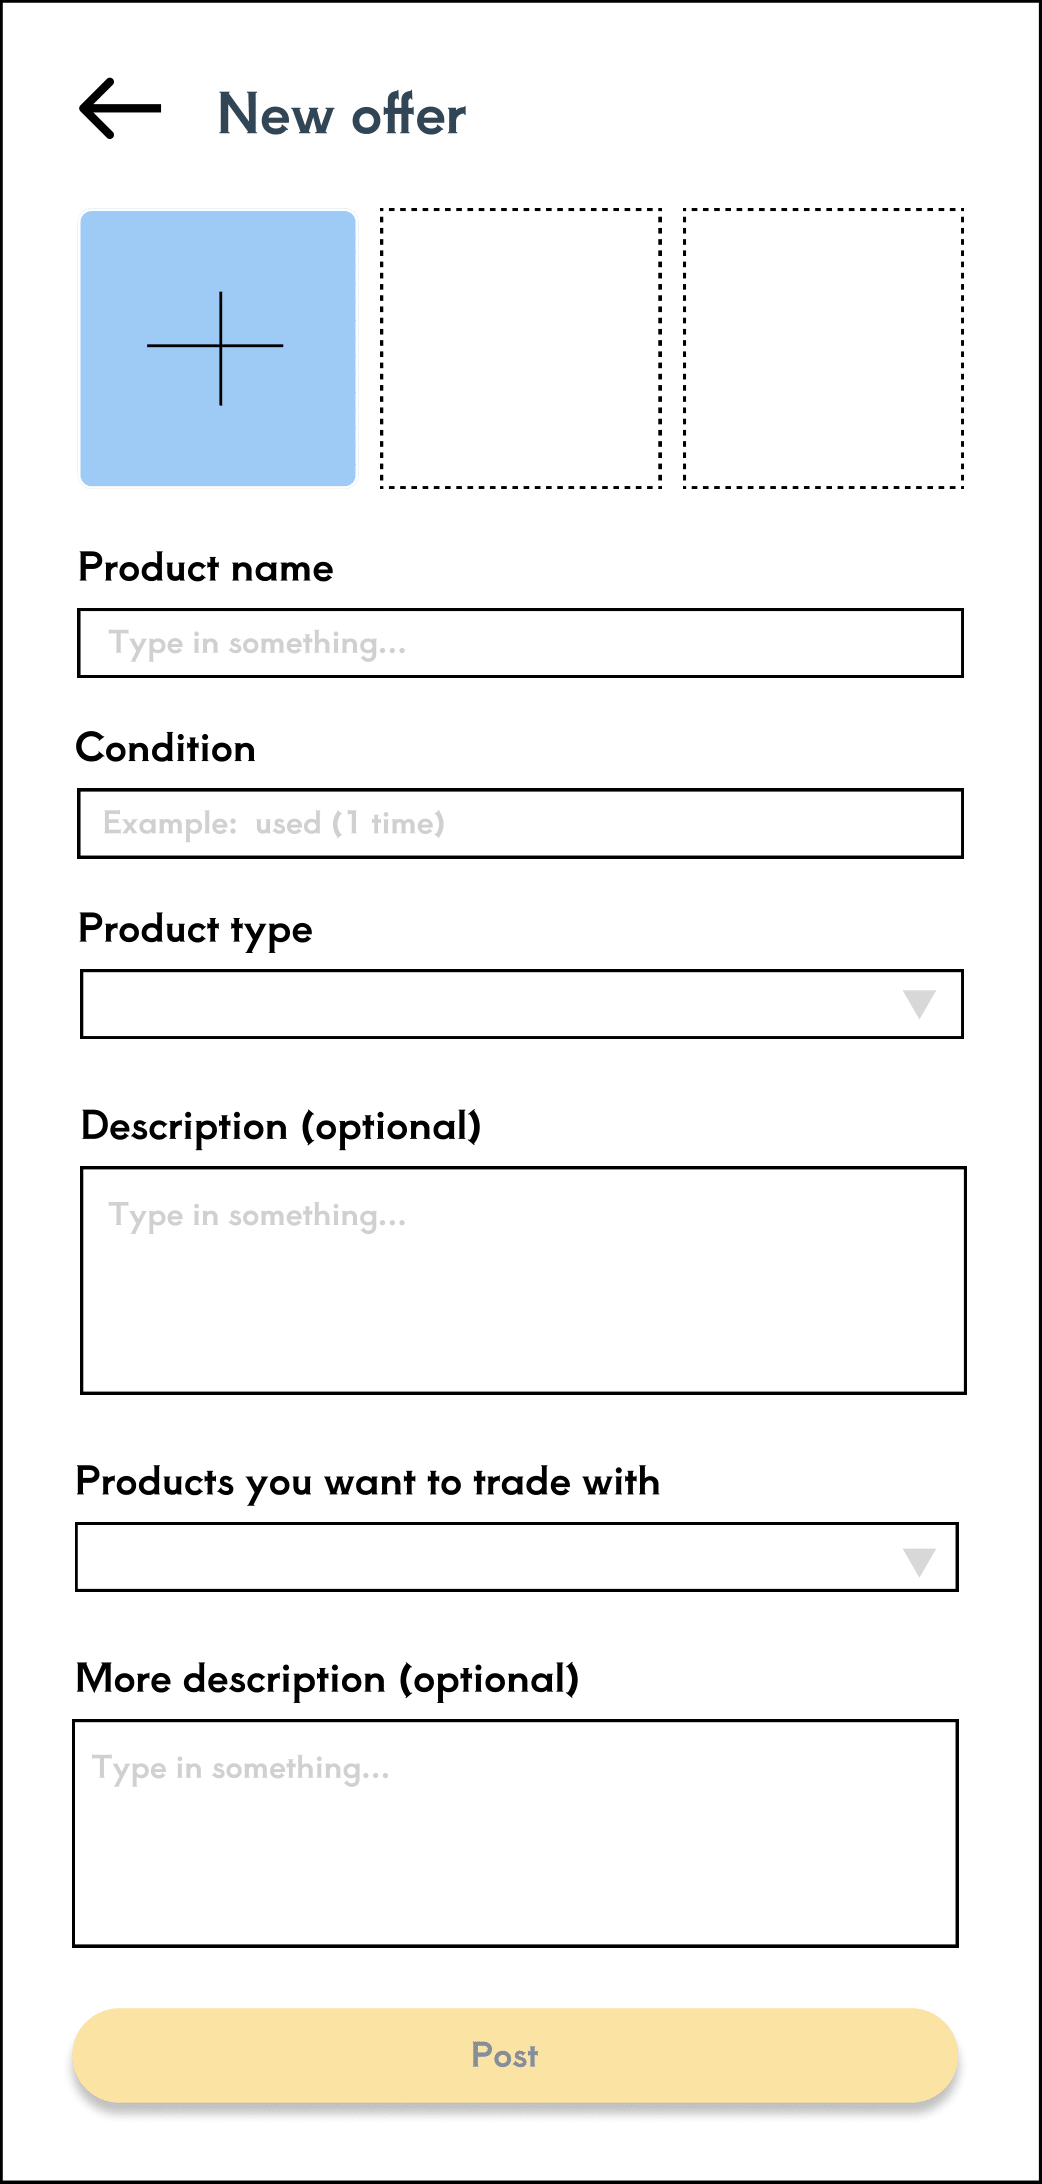 New offer
Product name
Type in something...
Condition
Example:  used (1 time)
Product type
Description (optional)
Type in something...
Products you want to trade with
More description (optional)
Type in something...
Post